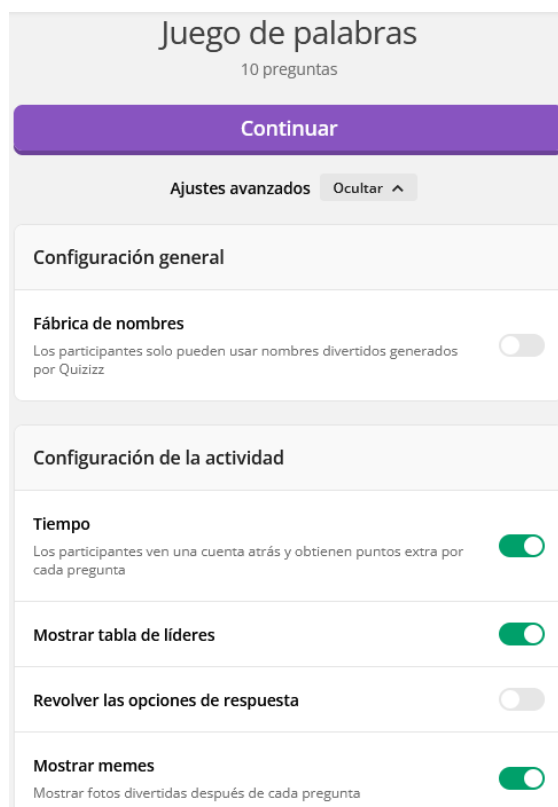 Juego de palabras
10 preguntas
Continuar
Ajustes avanzados Ocultar
Configuración general
Fábrica de nombres
Los participantes solo pueden usar nombres divertidos generados
por Quizizz
Configuración de la actividad
Tiempo
Los participantes ven una cuenta atrás y obtienen puntos extra por
cada pregunta
Mostrar tabla de líderes
Revolver las opciones de respuesta
Mostrar memes
Mostrar fotos divertidas después de cada pregunta